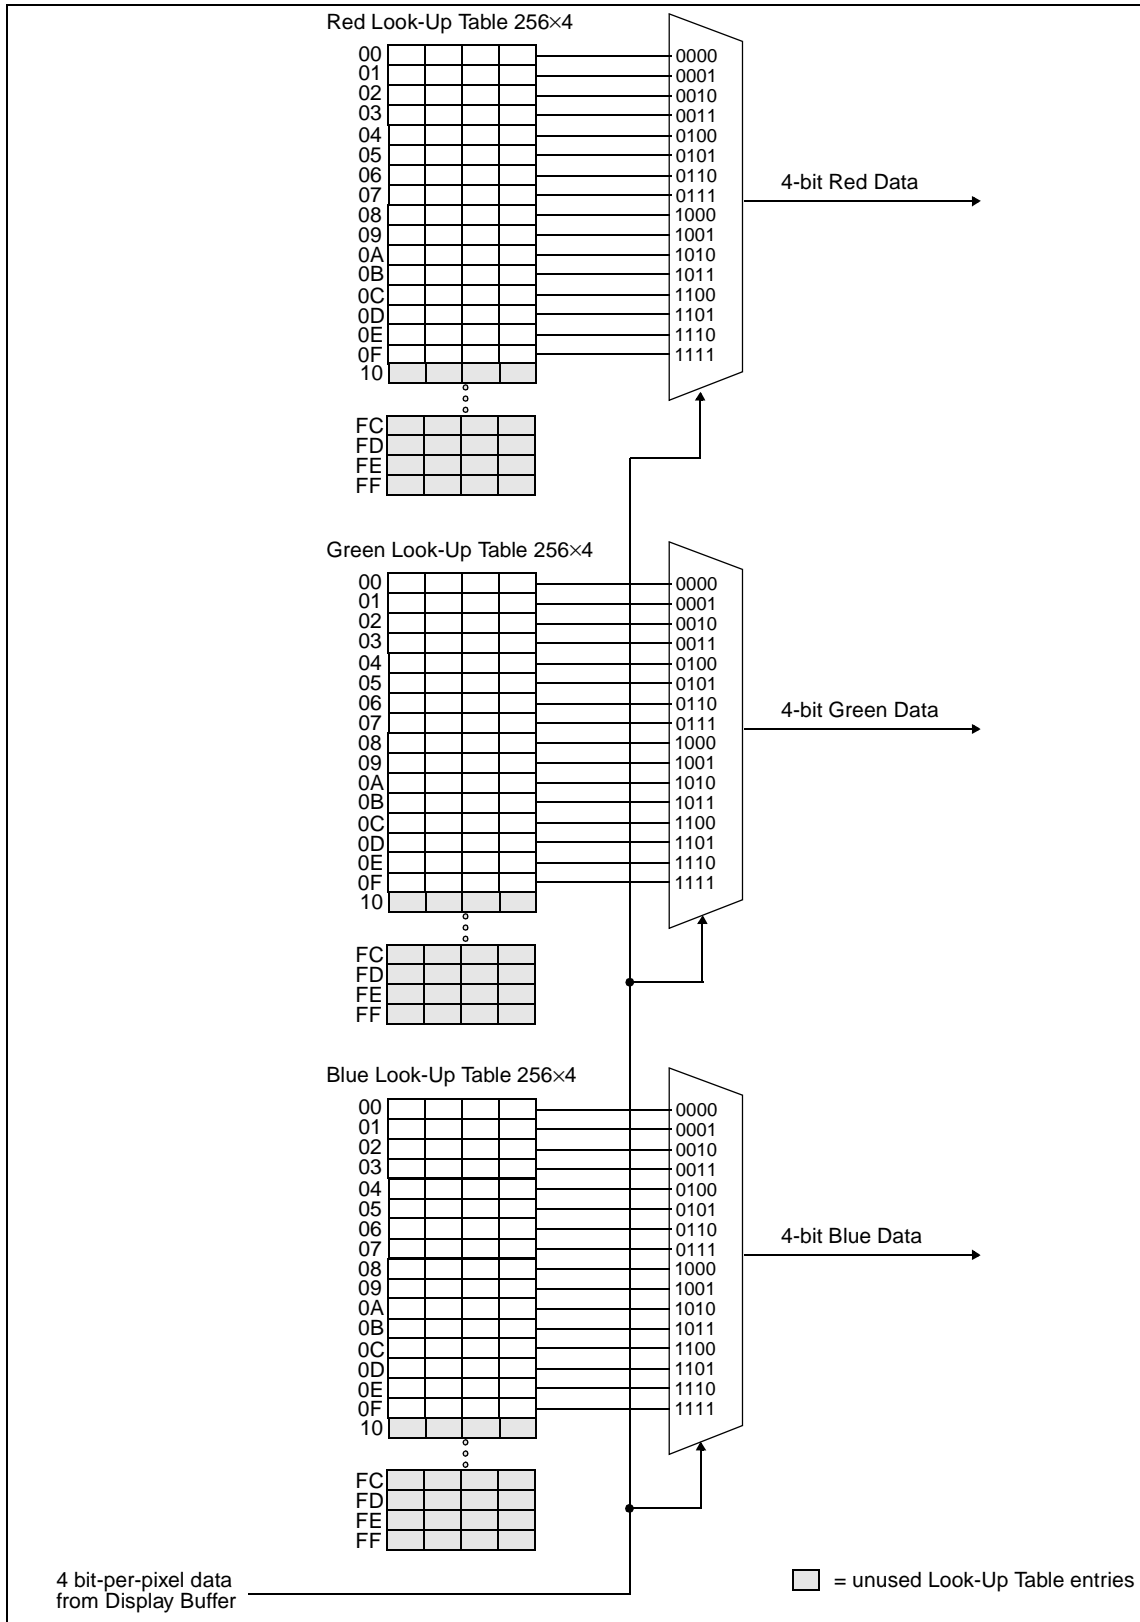 Red Look-Up Table 256×4
00 0000
01 0001
02 0010
03 0011
04 0100
05 0101
06 0110
07 0111
08 1000
09 1001
0A 1010
0B 1011
0C 1100
0D 1101
0E 1110
0F 1111
10
FC
FD
FE
FF
4-bit Red Data
Green Look-Up Table 256×4
00 0000
01 0001
02 0010
03 0011
04 0100
05 0101
06 0110
07 0111
08 1000
09 1001
0A 1010
0B 1011
0C 1100
0D 1101
0E 1110
0F 1111
10
FC
FD
FE
FF
4-bit Green Data
Blue Look-Up Table 256×4
00 0000
01 0001
02 0010
03 0011
04 0100
05 0101
06 0110
07 0111
08 1000
09 1001
0A 1010
0B 1011
0C 1100
0D 1101
0E 1110
0F 1111
10
FC
FD
FE
FF
4-bit Blue Data
4 bit-per-pixel data
from Display Buffer
= unused Look-Up Table entries